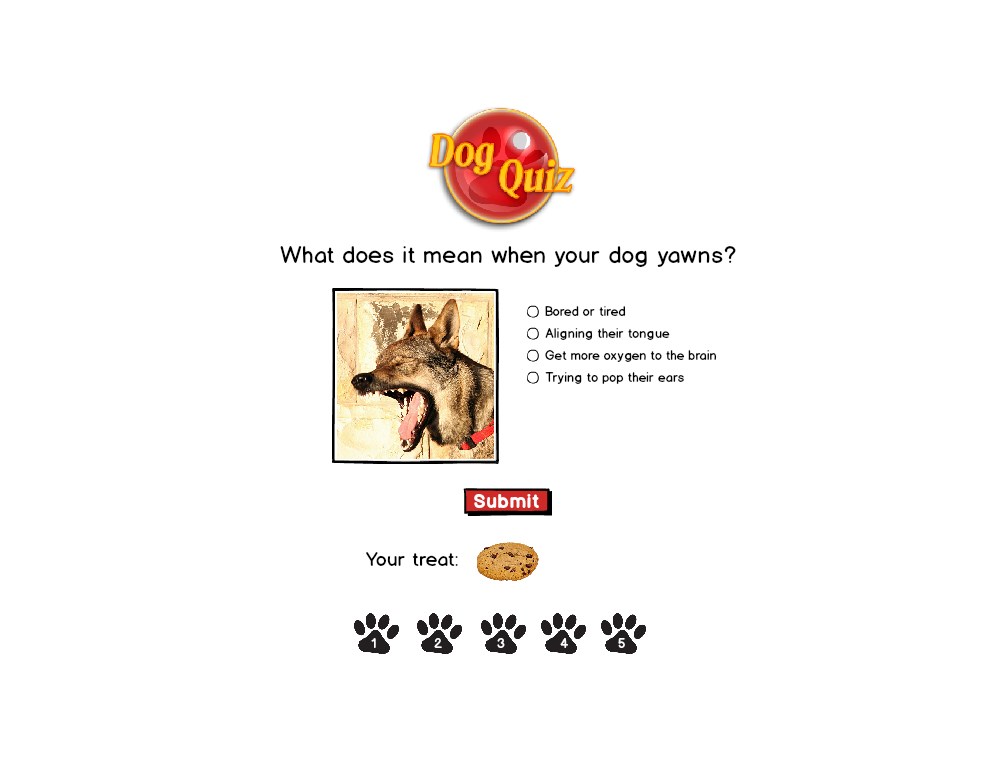 Dog
Quiz
What does it mean when your dog yawns?
Bored or tired
Aligning their tongue
Get more oxygen to the brain
Trying to pop their ears
Submit
Your treat:
1 2 3 4 5